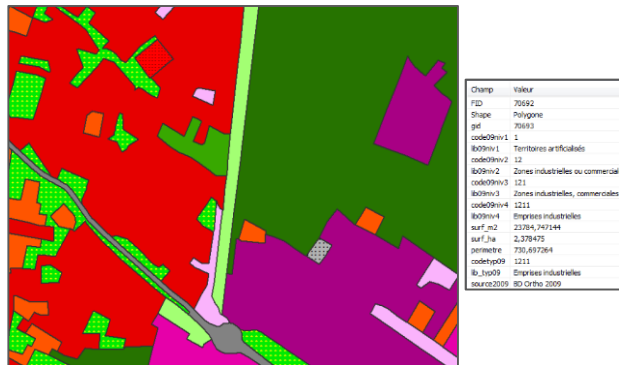 Champ Valeur
FID 70692
Shape Polygone
gid 70693
code09niv1 1
lib09niv1 Territoires artificialisés
code09niv2 12
lib09niv2 Zones industrielles ou commercial
code09niv3 121
lib09niv3 Zones industrielles, commerciales
code09niv4 1211
lib09niv4 Emprises industrielles
surf_m2 23784,747144
surf_ha 2,378475
perimetre 730,697264
codetyp09 1211
lib_typ09 Emprises industrielles
source2009 BD Ortho 2009